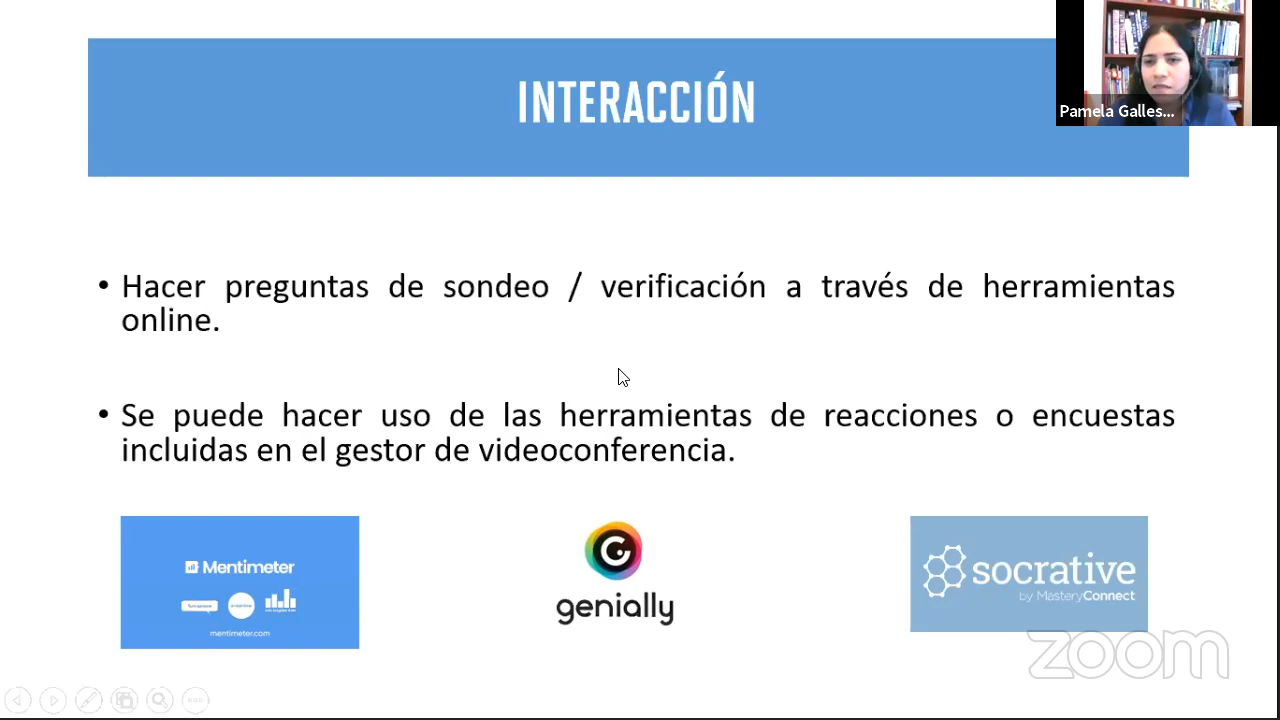 INTERACCIÓN
Pamela Galles...
• Hacer preguntas de sondeo / verificación a través de herramientas
online.
• Se puede hacer uso de las herramientas de reacciones o encuestas
incluidas en el gestor de videoconferencia.
Mentimeter
mentimeter.com
genially
socrative
by MasteryConnect
zoom